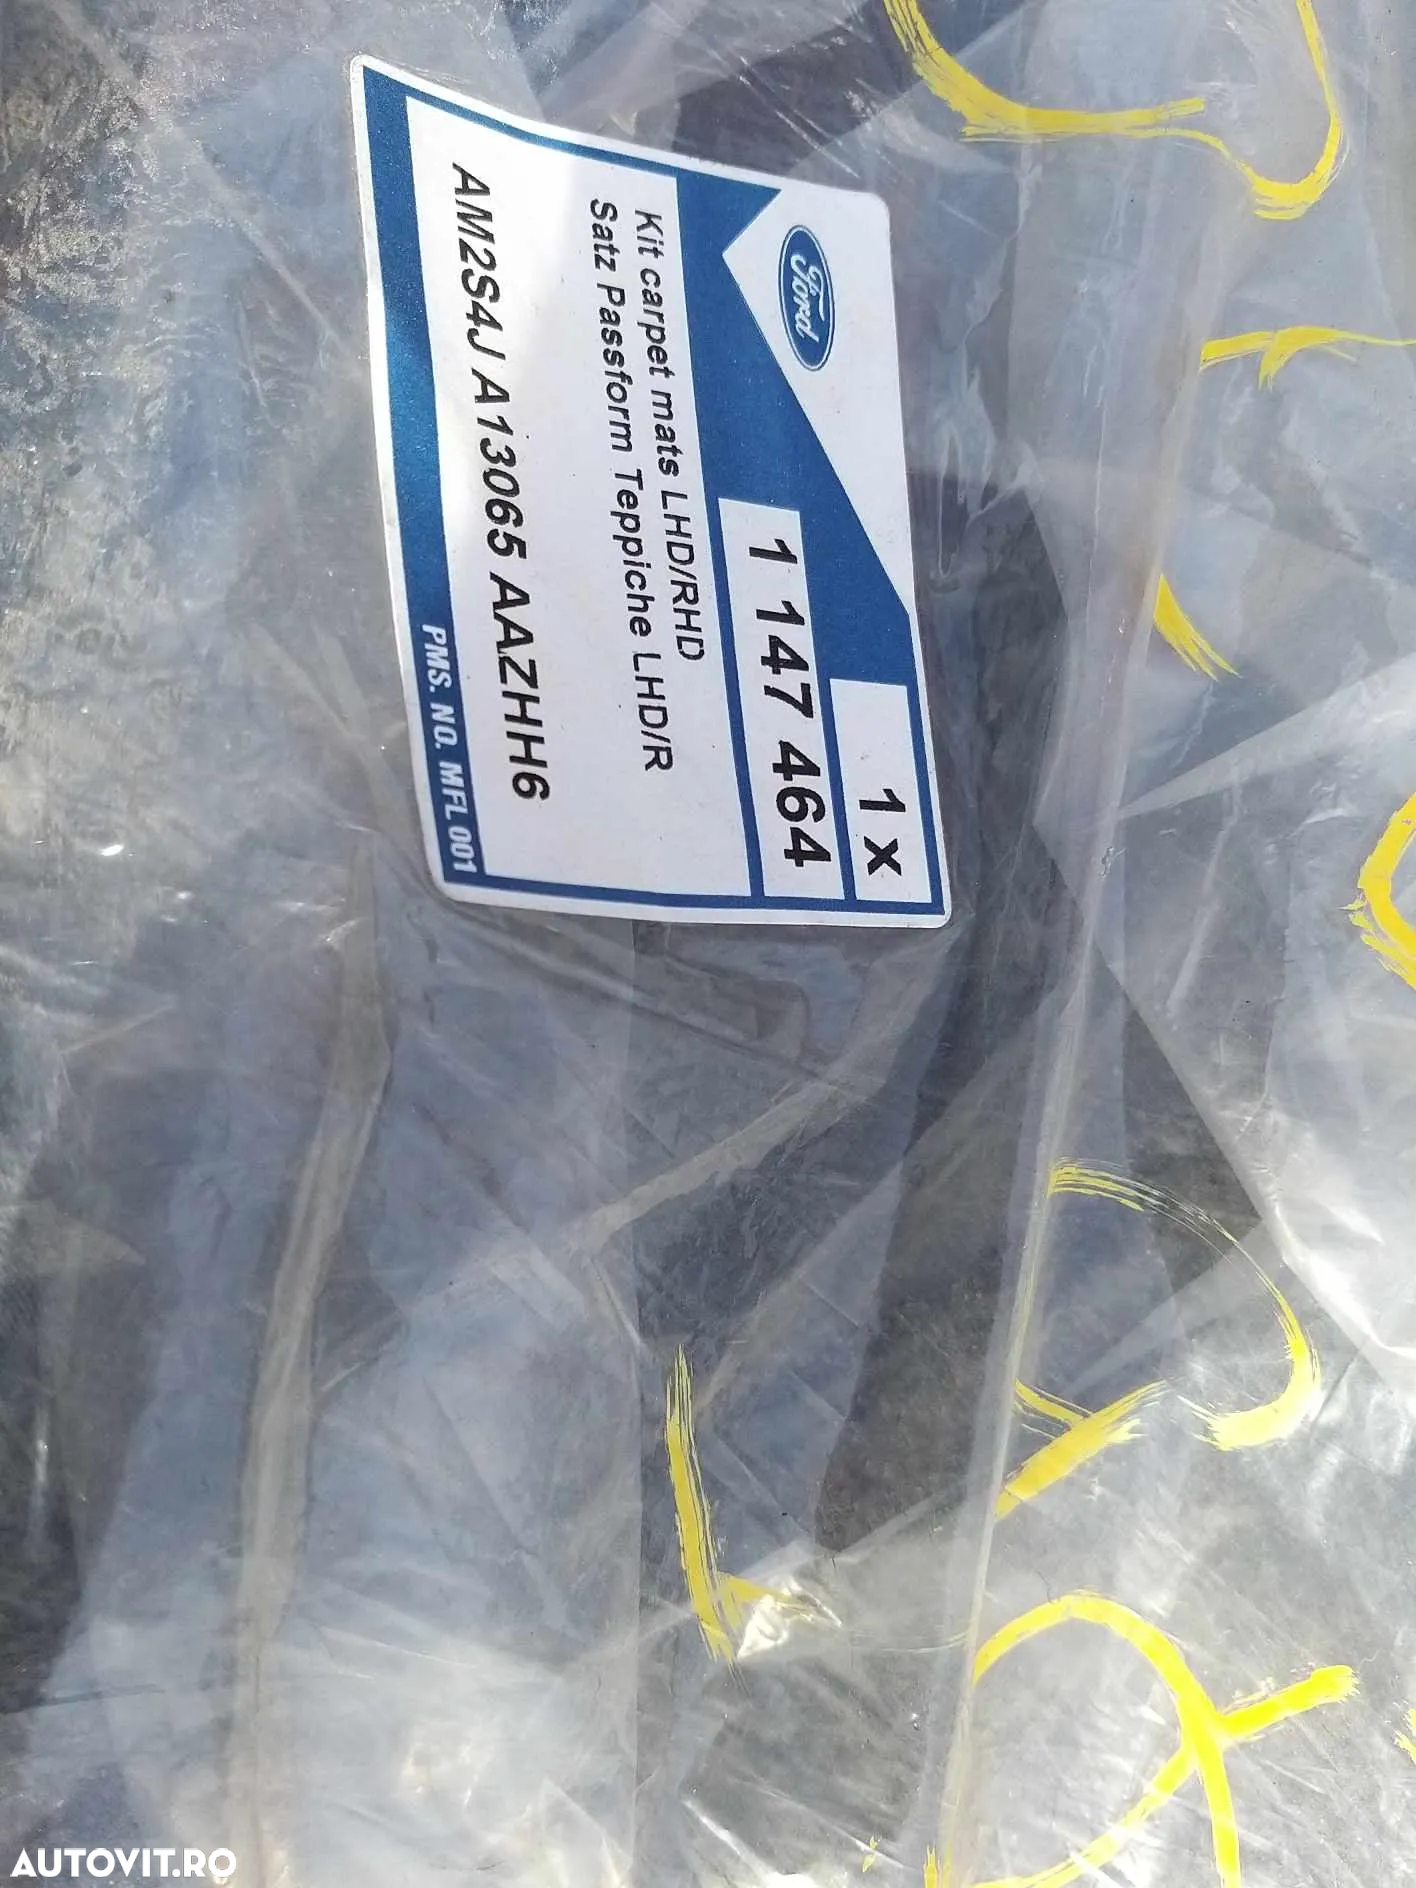 Ford
1 x
1 147 464
Kit carpet mats LHD/RHD
Satz Passform Teppiche LHD/R
AM2S4J A13065 AAZHH6
PMS. NO. MFL 001
AUTOVIT.RO